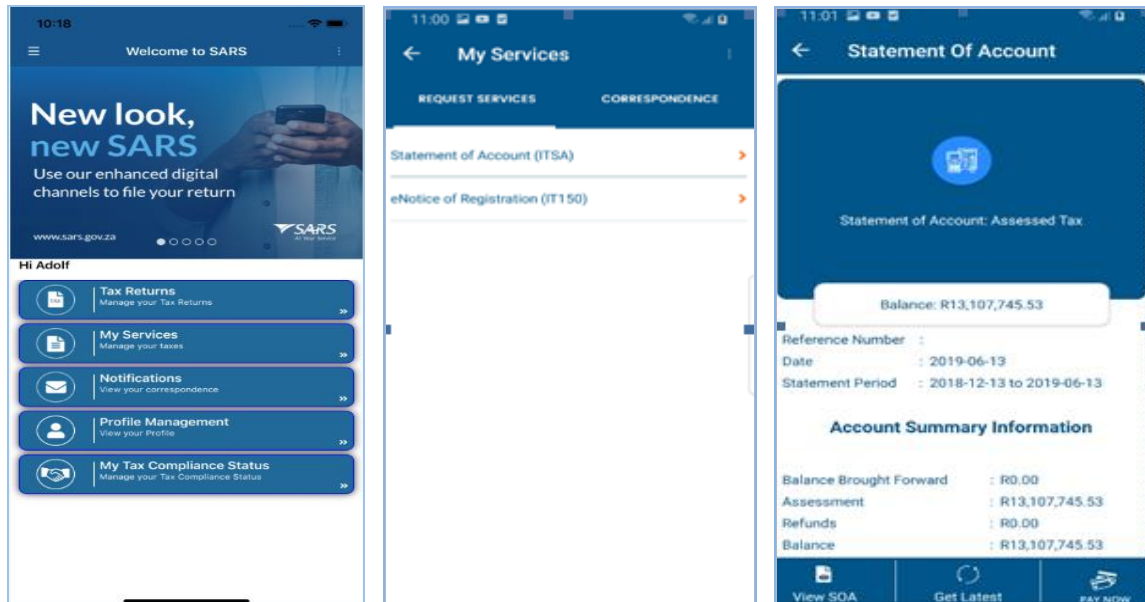 10:18
Welcome to SARS
New look,
new SARS
Use our enhanced digital
channels to file your return
www.sars.gov.za
SARS
At Your Service
Hi Adolf
TAX
Tax Returns
Manage your Tax Returns
My Services
Manage your taxes
Notifications
View your correspondence
Profile Management
View your Profile
My Tax Compliance Status
Manage your Tax Compliance Status
11:00
My Services
REQUEST SERVICES CORRESPONDENCE
Statement of Account (ITSA)
eNotice of Registration (IT150)
11:01
Statement Of Account
Statement of Account: Assessed Tax
Balance: R13,107,745.53
Reference Number :
Date : 2019-06-13
Statement Period : 2018-12-13 to 2019-06-13
Account Summary Information
Balance Brought Forward : R0.00
Assessment : R13,107,745.53
Refunds : R0.00
Balance : R13,107,745.53
View SOA Get Latest PAY NOW